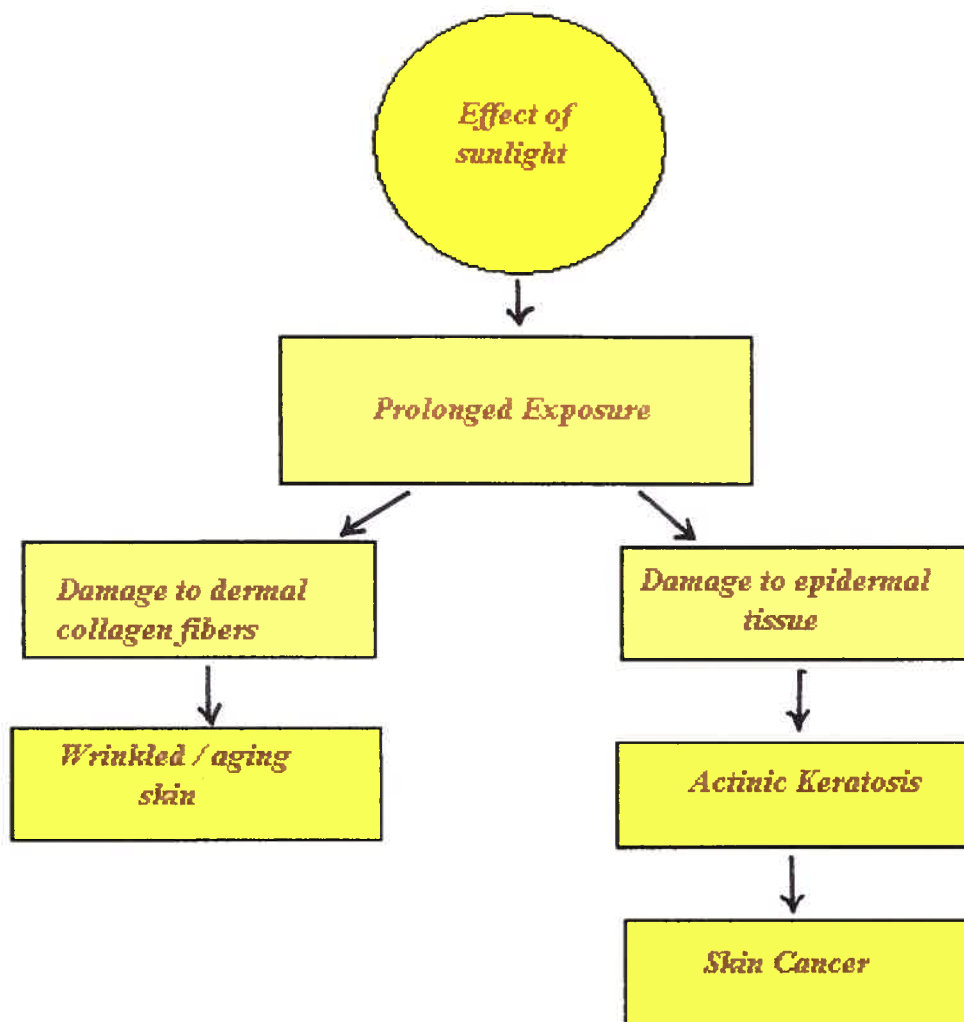 Effect of
sunlight
Prolonged Exposure
Damage to dermal
collagen fibers
Damage to epidermal
tissue
Wrinkled / aging
skin
Actinic Keratosis
Skin Cancer